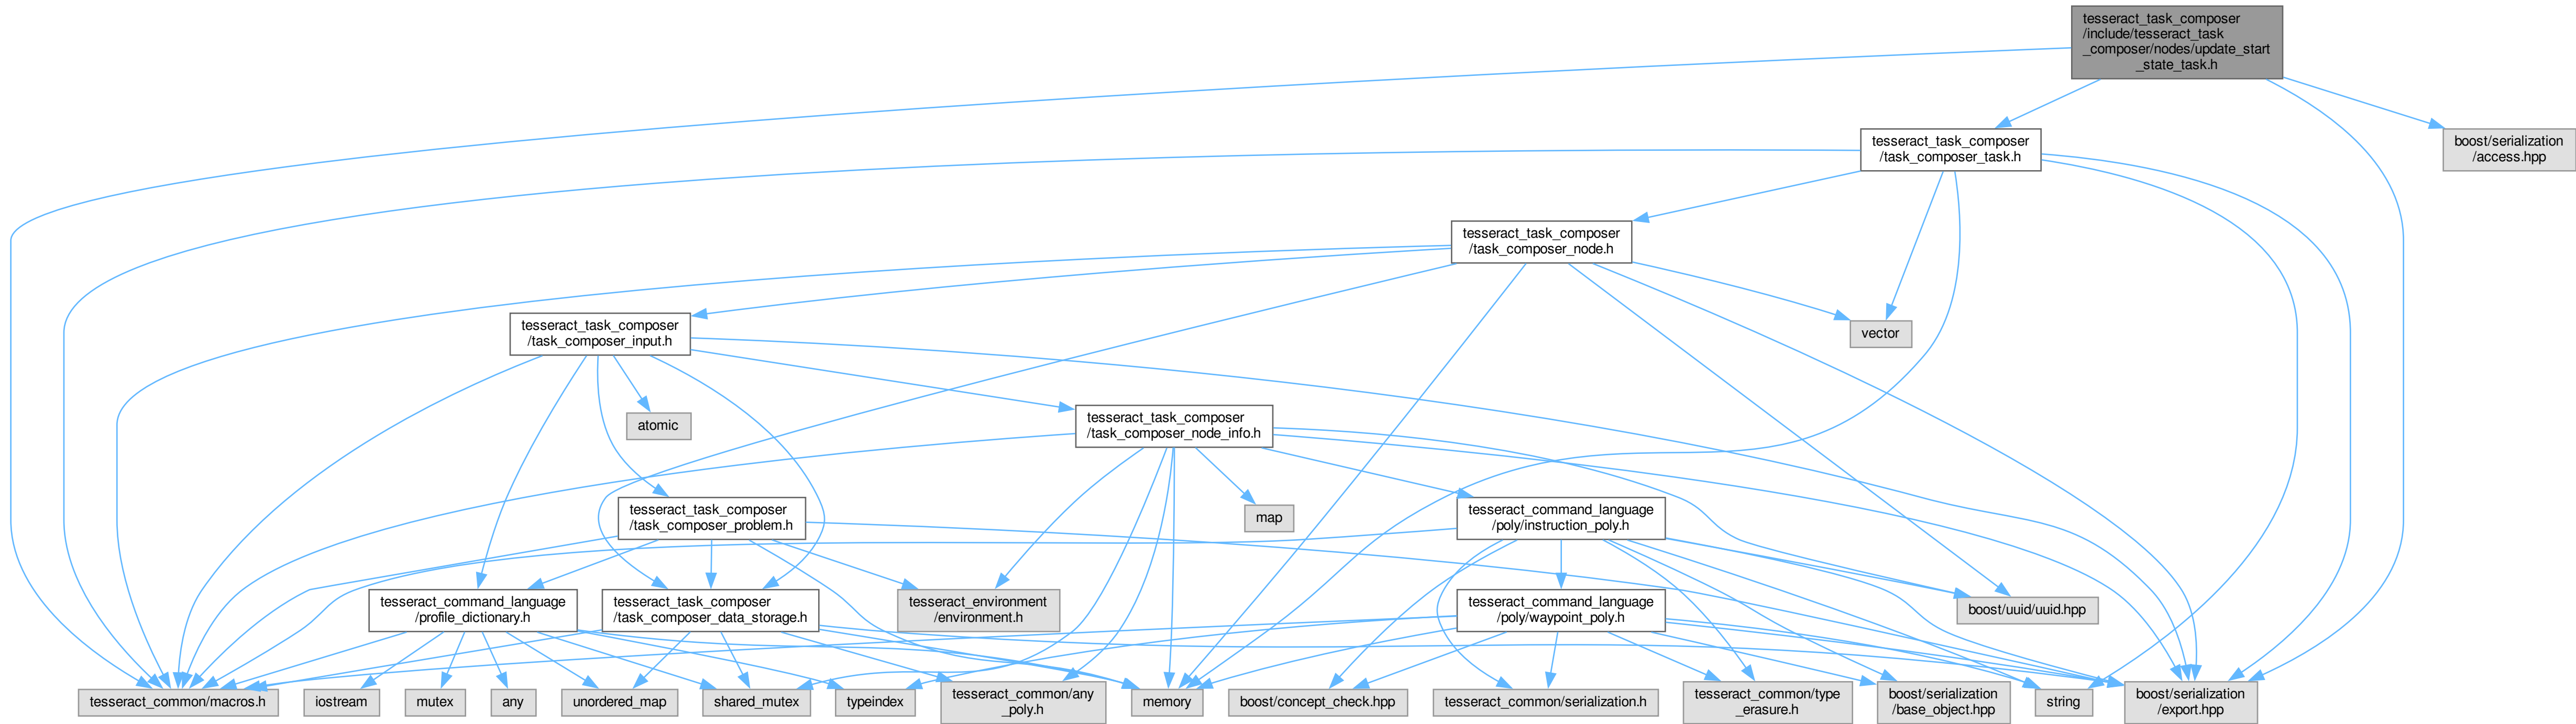 tesseract_task_composer
/include/tesseract_task
_composer/nodes/update_start
_state_task.h
tesseract_task_composer
/task_composer_task.h
boost/serialization
/access.hpp
tesseract_task_composer
/task_composer_node.h
tesseract_task_composer
/task_composer_input.h
vector
atomic
tesseract_task_composer
/task_composer_node_info.h
tesseract_task_composer
/task_composer_problem.h
map
tesseract_command_language
/poly/instruction_poly.h
tesseract_command_language
/profile_dictionary.h
tesseract_task_composer
/task_composer_data_storage.h
tesseract_environment
/environment.h
tesseract_command_language
/poly/waypoint_poly.h
boost/uuid/uuid.hpp
tesseract_common/macros.h
iostream
mutex
any
unordered_map
shared_mutex
typeindex
tesseract_common/any
_poly.h
memory
boost/concept_check.hpp
tesseract_common/serialization.h
tesseract_common/type
_erasure.h
boost/serialization
/base_object.hpp
string
boost/serialization
/export.hpp